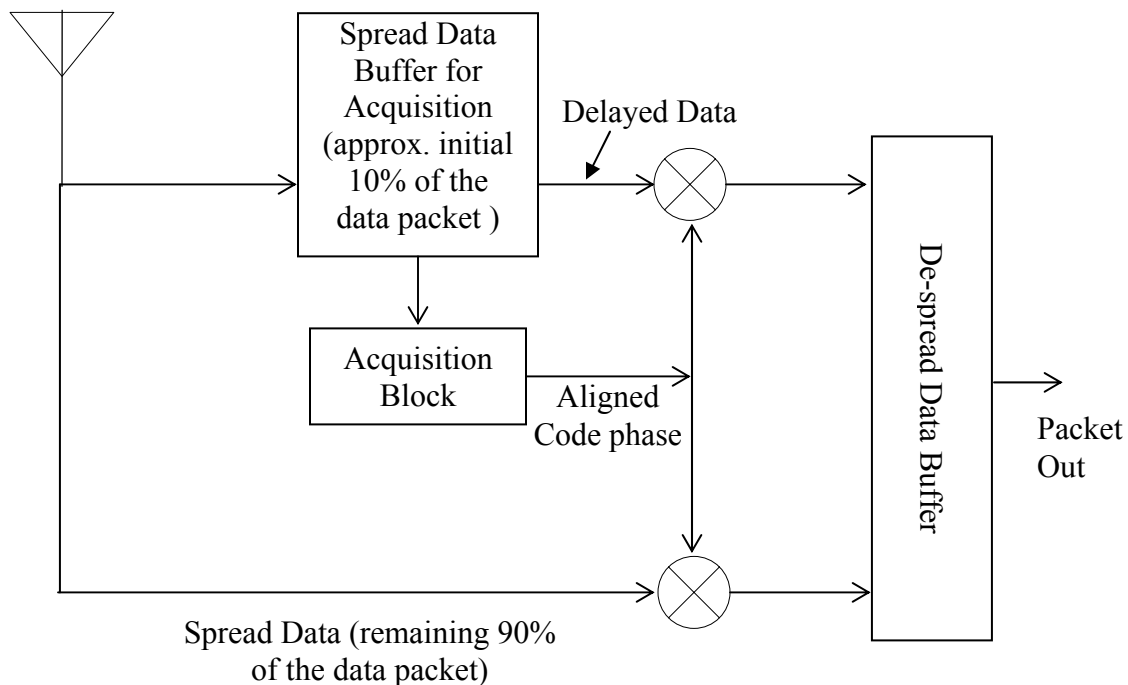 Spread Data
Buffer for
Acquisition
(approx. initial
10% of the
data packet )
Delayed Data
Acquisition
Block
Aligned
Code phase
De-spread Data Buffer
Packet
Out
Spread Data (remaining 90%
of the data packet)